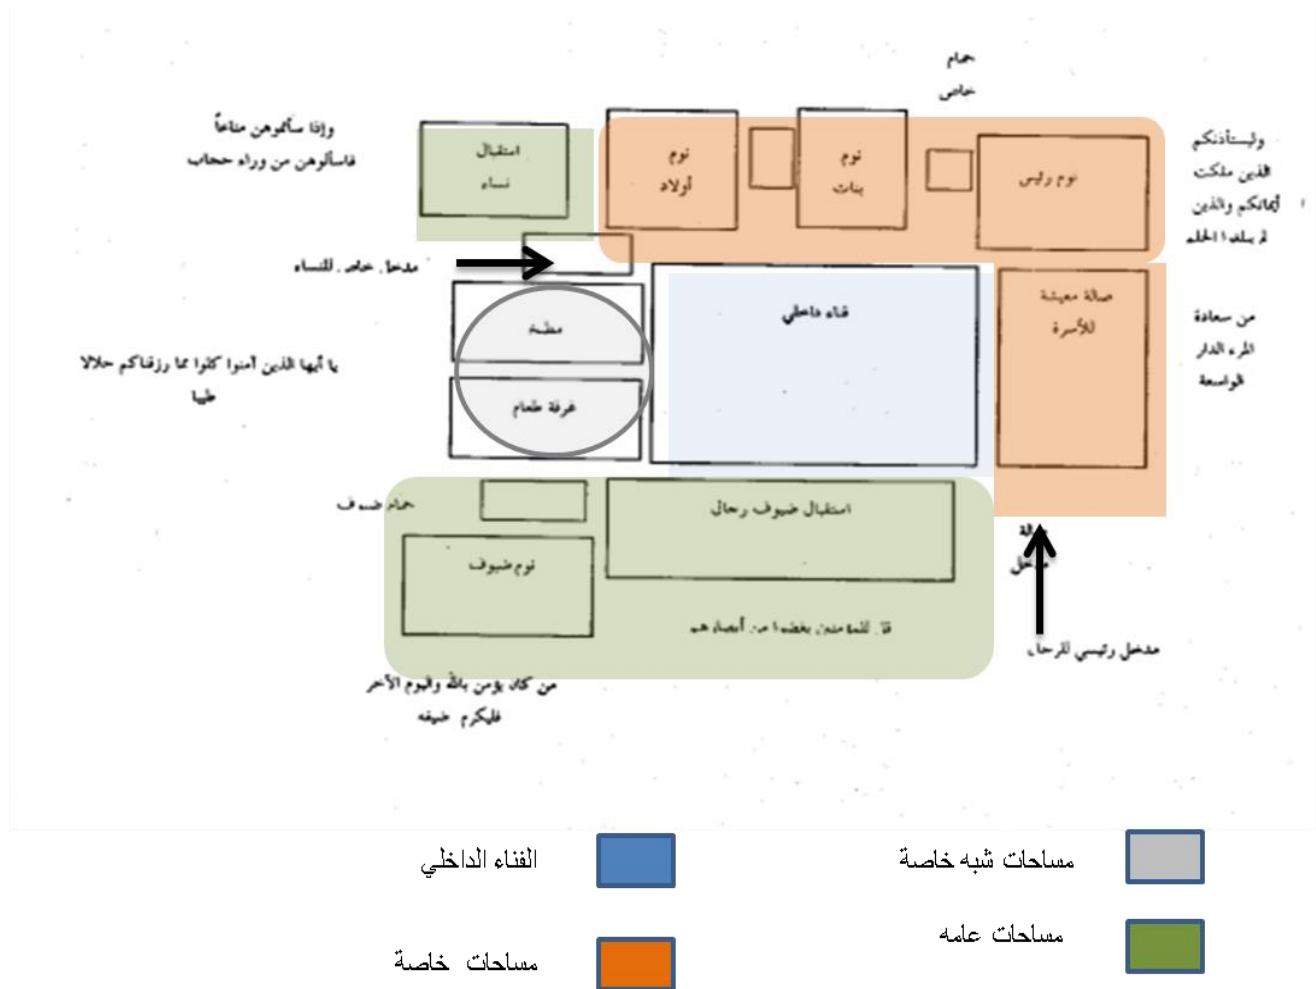 حمام
خاص
وإذا سألتموهن متاعاً
فاسألوهن من وراء حجاب
استقبال
نساء
نوم
أولاد
نوم
بنات
نوم رئيس
وليستأذنكم
الذين ملكت
أيمانكم والذين
لم يبلغوا الحلم
مدخل خاص للنساء
مطبخ
فناء داخلي
صالة معيشة
للأسرة
من سعادة
المرء الدار
الواسعة
يا أيها الذين آمنوا كلوا مما رزقناكم حلالا
طيبا
غرفة طعام
حمام ضيوف
استقبال ضيوف رجال
نوم ضيوف
صالة
مدخل
قل للمؤمنين يغضوا من أبصارهم
مدخل رئيسي للرجال
من كان يؤمن بالله واليوم الآخر
فليكرم ضيفه
مساحات شبه خاصة
الفناء الداخلي
مساحات عامه
مساحات خاصة